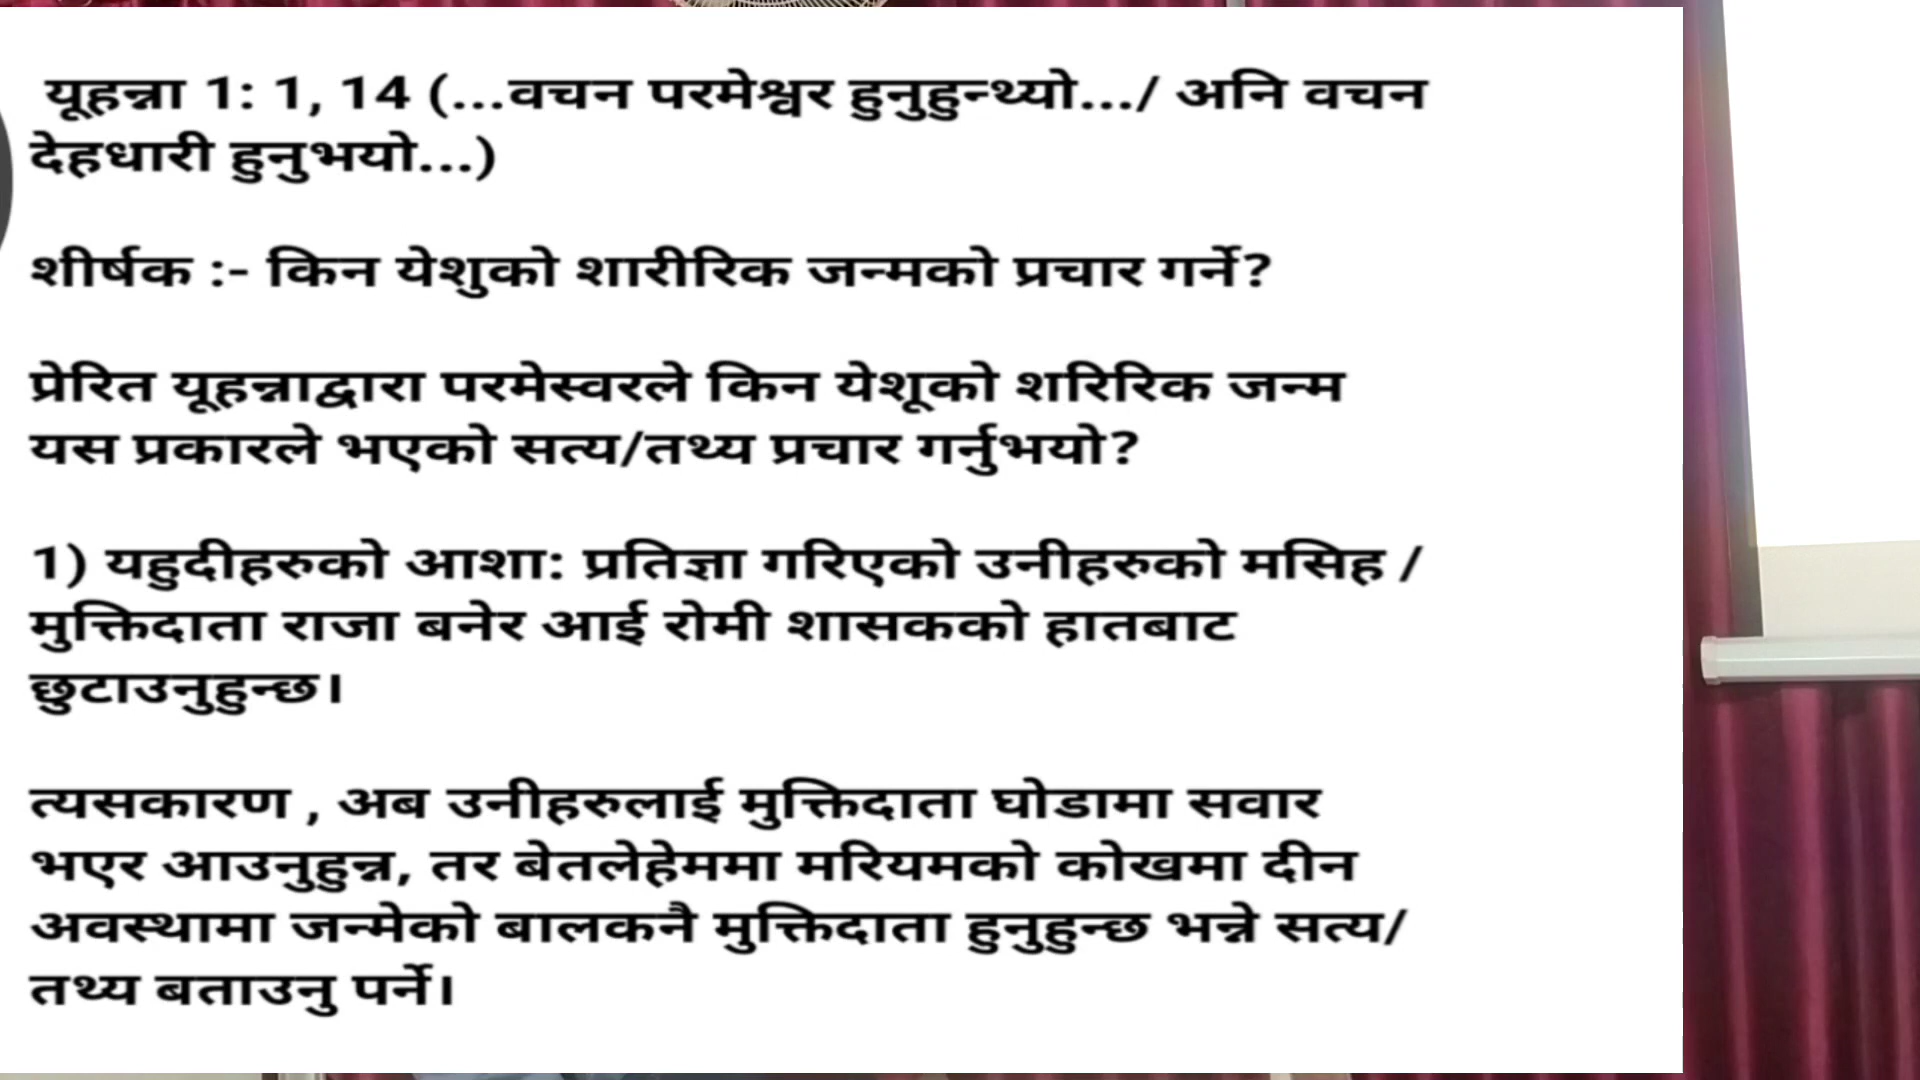 यूहन्ना 1: 1, 14 (...वचन परमेश्वर हुनुहुन्थ्यो.../ अनि वचन
देहधारी हुनुभयो...)
शीर्षक :- किन येशुको शारीरिक जन्मको प्रचार गर्ने?
प्रेरित यूहन्नाद्वारा परमेस्वरले किन येशूको शरिरिक जन्म
यस प्रकारले भएको सत्य/तथ्य प्रचार गर्नुभयो?
1) यहुदीहरुको आशा: प्रतिज्ञा गरिएको उनीहरुको मसिह /
मुक्तिदाता राजा बनेर आई रोमी शासकको हातबाट
छुटाउनुहुन्छ।
त्यसकारण , अब उनीहरुलाई मुक्तिदाता घोडामा सवार
भएर आउनुहुन्न, तर बेतलेहेममा मरियमको कोखमा दीन
अवस्थामा जन्मेको बालकनै मुक्तिदाता हुनुहुन्छ भन्ने सत्य/
तथ्य बताउनु पर्ने।